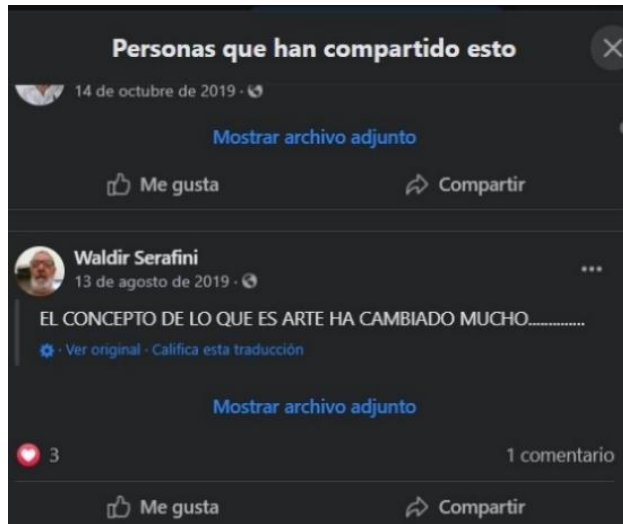 Personas que han compartido esto
14 de octubre de 2019 ·
Mostrar archivo adjunto
Me gusta
Compartir
Waldir Serafini
13 de agosto de 2019 ·
EL CONCEPTO DE LO QUE ES ARTE HA CAMBIADO MUCHO..............
· Ver original · Califica esta traducción
Mostrar archivo adjunto
3
1 comentario
Me gusta
Compartir